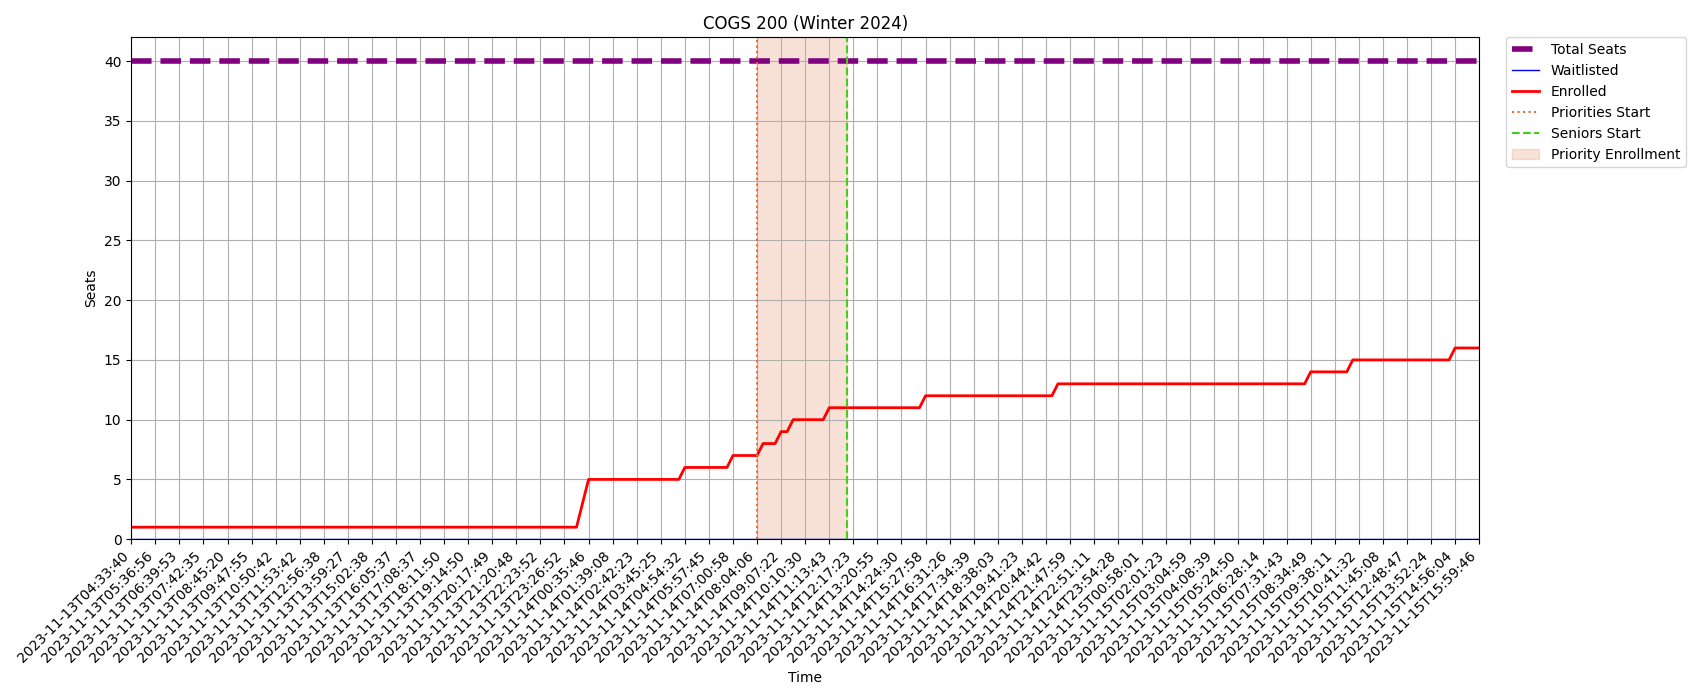 COGS 200 (Winter 2024)
Total Seats
Waitlisted
Enrolled
Priorities Start
Seniors Start
Priority Enrollment
Seats
40
35
30
25
20
15
10
5
0
2023-11-13T04:33:40
2023-11-13T05:36:56
2023-11-13T06:39:53
2023-11-13T07:42:35
2023-11-13T08:45:20
2023-11-13T09:47:55
2023-11-13T10:50:42
2023-11-13T11:53:42
2023-11-13T12:56:38
2023-11-13T13:59:27
2023-11-13T15:02:38
2023-11-13T16:05:37
2023-11-13T17:08:37
2023-11-13T18:11:50
2023-11-13T19:14:50
2023-11-13T20:17:49
2023-11-13T21:20:48
2023-11-13T22:23:52
2023-11-13T23:26:52
2023-11-14T00:35:46
2023-11-14T01:39:08
2023-11-14T02:42:23
2023-11-14T03:45:25
2023-11-14T04:54:32
2023-11-14T05:57:45
2023-11-14T07:00:58
2023-11-14T08:04:06
2023-11-14T09:07:22
2023-11-14T10:10:30
2023-11-14T11:13:43
2023-11-14T12:17:23
2023-11-14T13:20:55
2023-11-14T14:24:30
2023-11-14T15:27:58
2023-11-14T16:31:26
2023-11-14T17:34:39
2023-11-14T18:38:03
2023-11-14T19:41:23
2023-11-14T20:44:42
2023-11-14T21:47:59
2023-11-14T22:51:11
2023-11-14T23:54:28
2023-11-15T00:58:01
2023-11-15T02:01:23
2023-11-15T03:04:59
2023-11-15T04:08:39
2023-11-15T05:24:50
2023-11-15T06:28:14
2023-11-15T07:31:43
2023-11-15T08:34:49
2023-11-15T09:38:11
2023-11-15T10:41:32
2023-11-15T11:45:08
2023-11-15T12:48:47
2023-11-15T13:52:24
2023-11-15T14:56:04
2023-11-15T15:59:46
Time